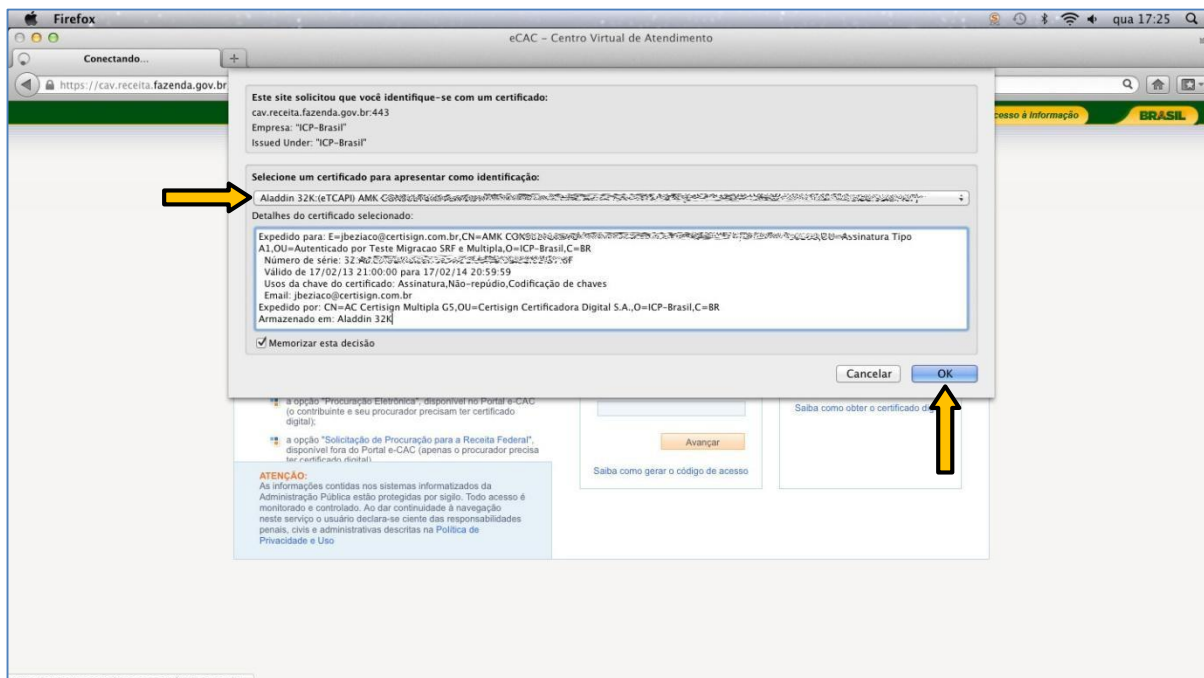 Firefox
qua 17:25
eCAC – Centro Virtual de Atendimento
Conectando...
https://cav.receita.fazenda.gov.br
Este site solicitou que você identifique-se com um certificado:
cav.receita.fazenda.gov.br:443
Empresa: "ICP-Brasil"
Issued Under: "ICP-Brasil"
cesso à Informação
BRASIL
Selecione um certificado para apresentar como identificação:
Aladdin 32K:(eTCAPI) AMK
Detalhes do certificado selecionado:
Expedido para: E=jbeziaco@certisign.com.br,CN=AMK Assinatura Tipo
A1,OU=Autenticado por Teste Migracao SRF e Multipla,O=ICP-Brasil,C=BR
Número de série: 32:
Válido de 17/02/13 21:00:00 para 17/02/14 20:59:59
Usos da chave do certificado: Assinatura,Não-repúdio,Codificação de chaves
Email: jbeziaco@certisign.com.br
Expedido por: CN=AC Certisign Multipla G5,OU=Certisign Certificadora Digital S.A.,O=ICP-Brasil,C=BR
Armazenado em: Aladdin 32K
Memorizar esta decisão
Cancelar
OK
a opção "Procuração Eletrônica", disponível no Portal e-CAC
(o contribuinte e seu procurador precisam ter certificado
digital);
a opção "Solicitação de Procuração para a Receita Federal",
disponível fora do Portal e-CAC (apenas o procurador precisa
ter certificado digital)
ATENÇÃO:
As informações contidas nos sistemas informatizados da
Administração Pública estão protegidas por sigilo. Todo acesso é
monitorado e controlado. Ao dar continuidade à navegação
neste serviço o usuário declara-se ciente das responsabilidades
penais, civis e administrativas descritas na Política de
Privacidade e Uso
Avançar
Saiba como gerar o código de acesso
Saiba como obter o certificado